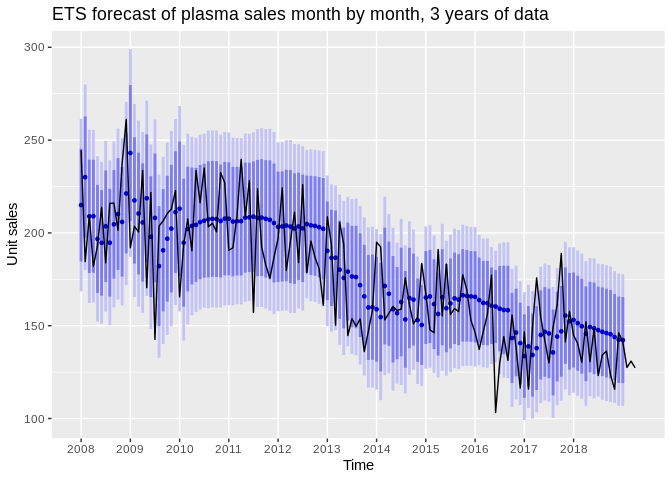 ETS forecast of plasma sales month by month, 3 years of data
Unit sales
300
250
200
150
100
2008 2009 2010 2011 2012 2013 2014 2015 2016 2017 2018
Time